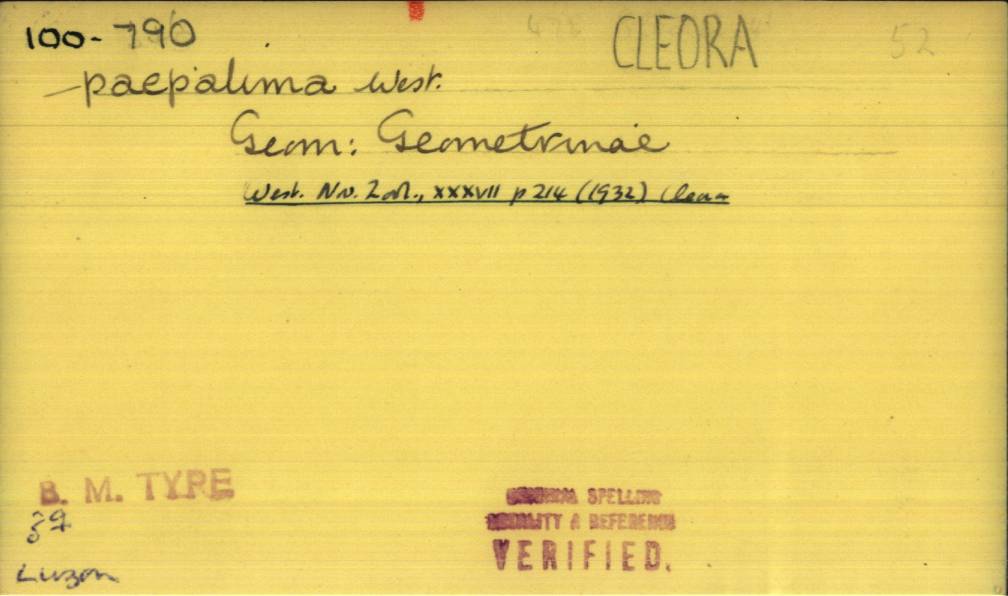 100-790
CLEORA
52
paepalima West.
Geom: Geometrinae
West. Nov. Zool., xxxvii p 214 (1932) Cleora
B. M. TYPE
♂♀
Luzon
SPELLING
& REFERENCE
VERIFIED.